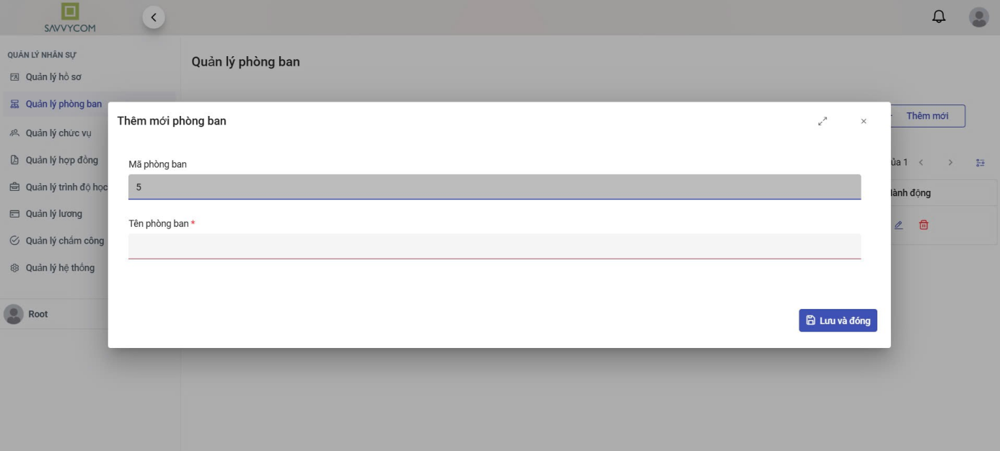 SAVVYCOM
QUẢN LÝ NHÂN SỰ
Quản lý hồ sơ
Quản lý phòng ban
Quản lý chức vụ
Quản lý hợp đồng
Quản lý trình độ học
Quản lý lương
Quản lý chấm công
Quản lý hệ thống
Root
Quản lý phòng ban
Thêm mới
ủa 1
Hành động
Thêm mới phòng ban
Mã phòng ban
5
Tên phòng ban *
Lưu và đóng